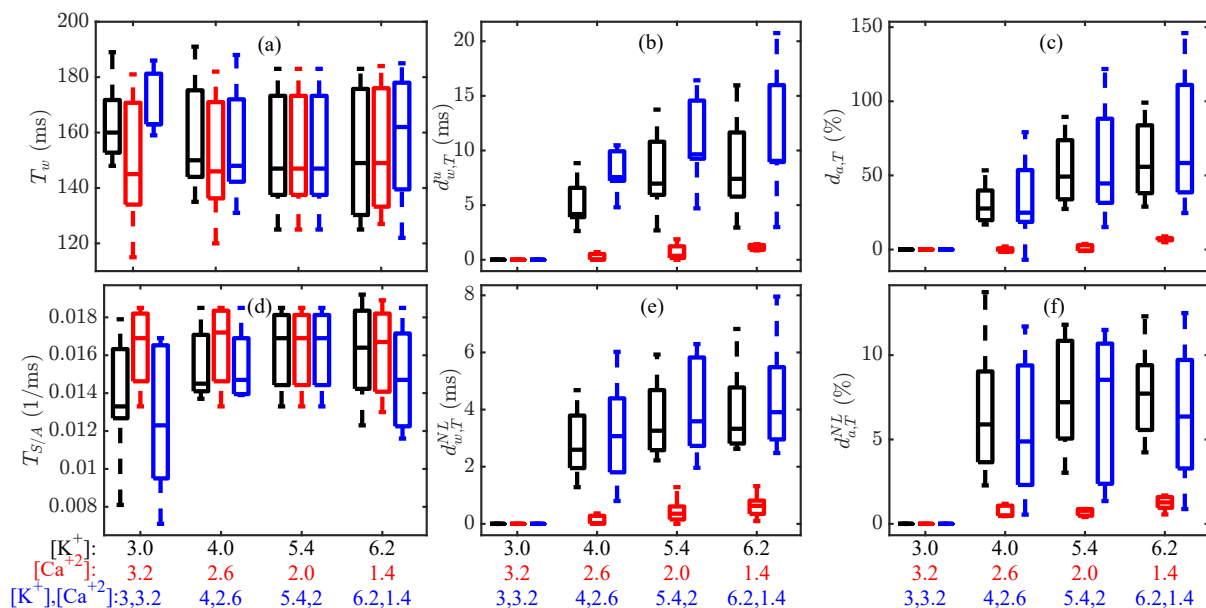 (a)
200
180
160
140
120
T_w (ms)
(b)
20
15
10
5
0
d^u_{w,T} (ms)
(c)
150
100
50
0
d_{a,T} (%)
(d)
0.018
0.016
0.014
0.012
0.01
0.008
T_{S/A} (1/ms)
(e)
8
6
4
2
0
d^{NL}_{w,T} (ms)
(f)
10
5
0
d^{NL}_{a,T} (%)
[K^+]: 3.0 4.0 5.4 6.2 3.0 4.0 5.4 6.2 3.0 4.0 5.4 6.2
[Ca^{+2}]: 3.2 2.6 2.0 1.4 3.2 2.6 2.0 1.4 3.2 2.6 2.0 1.4
[K^+],[Ca^{+2}]:3,3.2 4,2.6 5.4,2 6.2,1.4 3,3.2 4,2.6 5.4,2 6.2,1.4 3,3.2 4,2.6 5.4,2 6.2,1.4